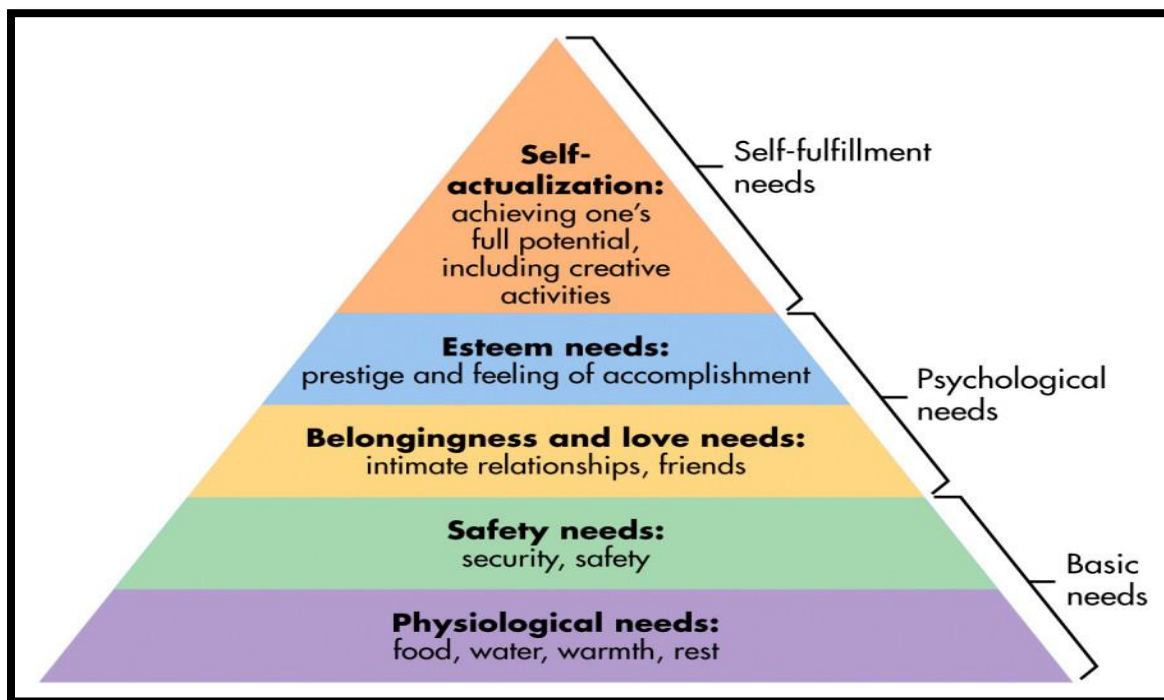 Self-
actualization:
achieving one's
full potential,
including creative
activities
Self-fulfillment
needs
Esteem needs:
prestige and feeling of accomplishment
Psychological
needs
Belongingness and love needs:
intimate relationships, friends
Safety needs:
security, safety
Basic
needs
Physiological needs:
food, water, warmth, rest